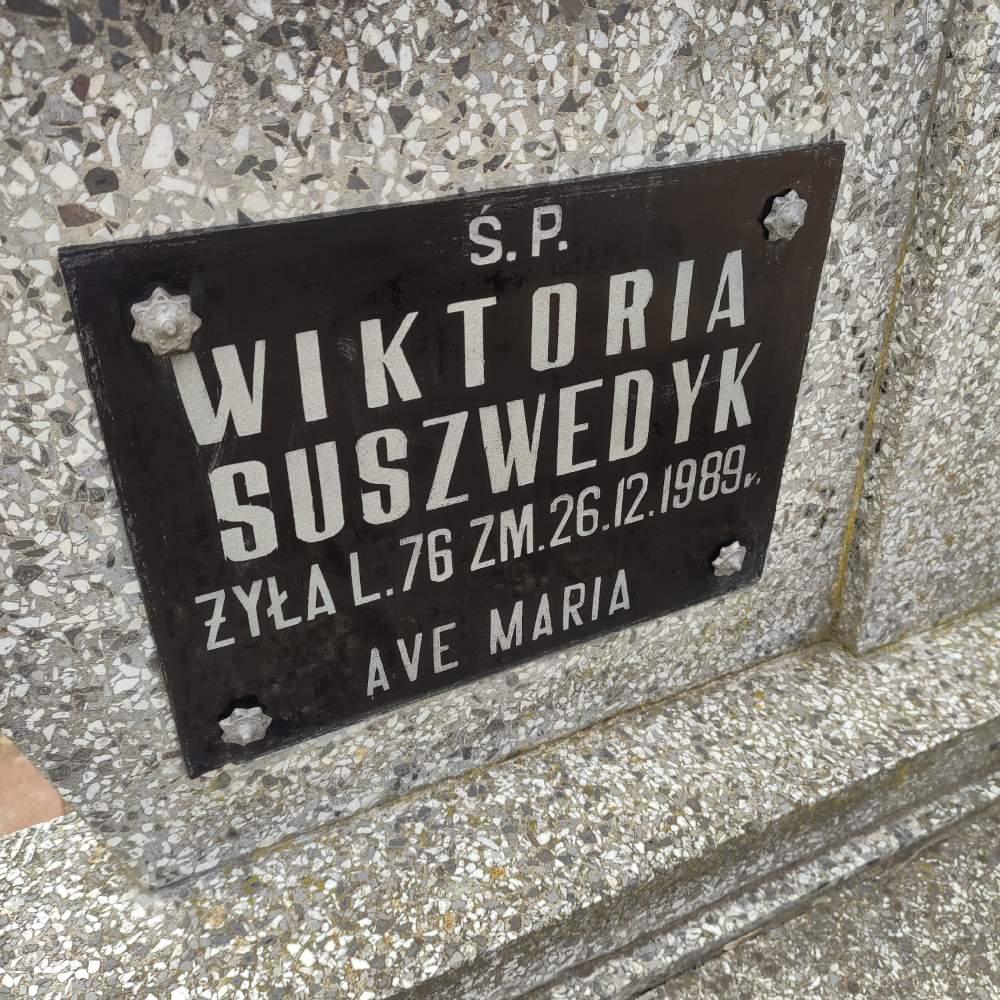 Ś. P.
WIKTORIA
SUSZWEDYK
ŻYŁA L. 76 ZM. 26.12.1989r.
AVE MARIA